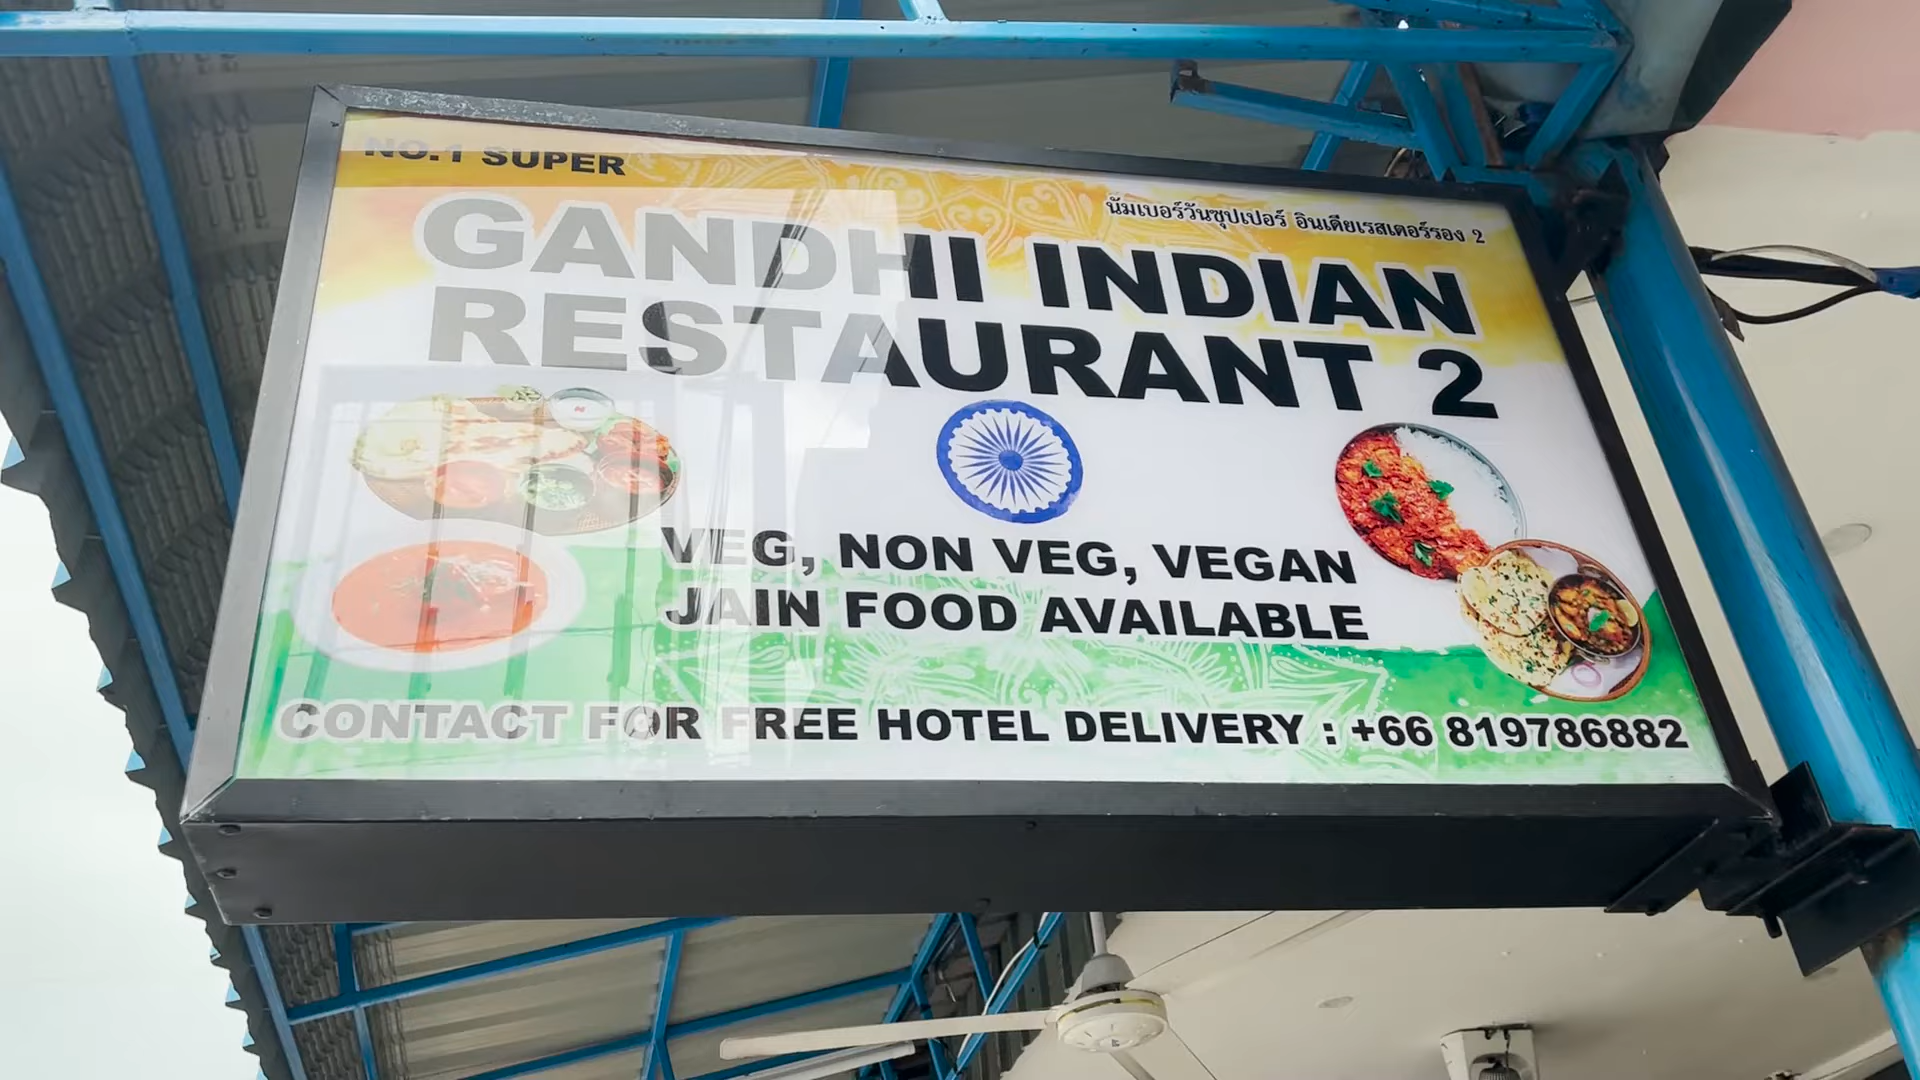 NO.1 SUPER
นัมเบอร์วันซุปเปอร์ อินเดียเรสเตอร์รอง 2
GANDHI INDIAN
RESTAURANT 2
VEG, NON VEG, VEGAN
JAIN FOOD AVAILABLE
CONTACT FOR FREE HOTEL DELIVERY : +66 819786882